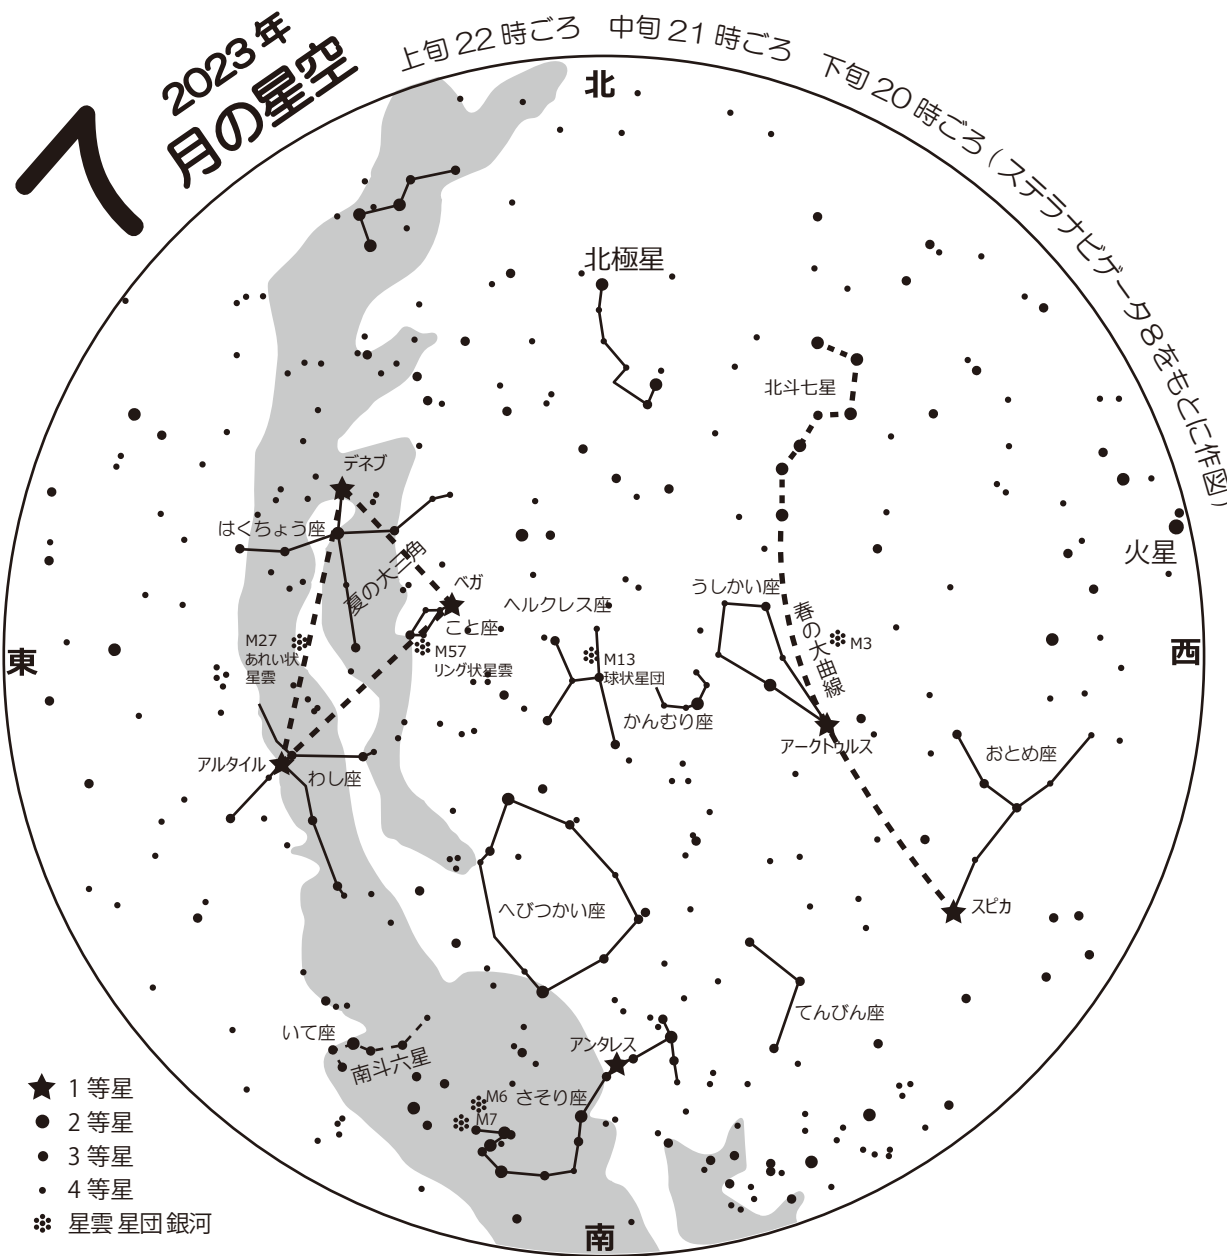 2023年
7月の星空
上旬22時ごろ 中旬21時ごろ 下旬20時ごろ(ステラナビゲータ8をもとに作図)
北
北極星
北斗七星
デネブ
はくちょう座
夏の大三角
火星
ベガ
こと座
ヘルクレス座
うしかい座
春の大曲線
M3
M27
あれい状
星雲
M57
リング状星雲
M13
球状星団
かんむり座
東
西
アークトゥルス
おとめ座
アルタイル
わし座
へびつかい座
スピカ
てんびん座
いて座
南斗六星
アンタレス
さそり座
M6
M7
1等星
2等星
3等星
4等星
星雲 星団 銀河
南